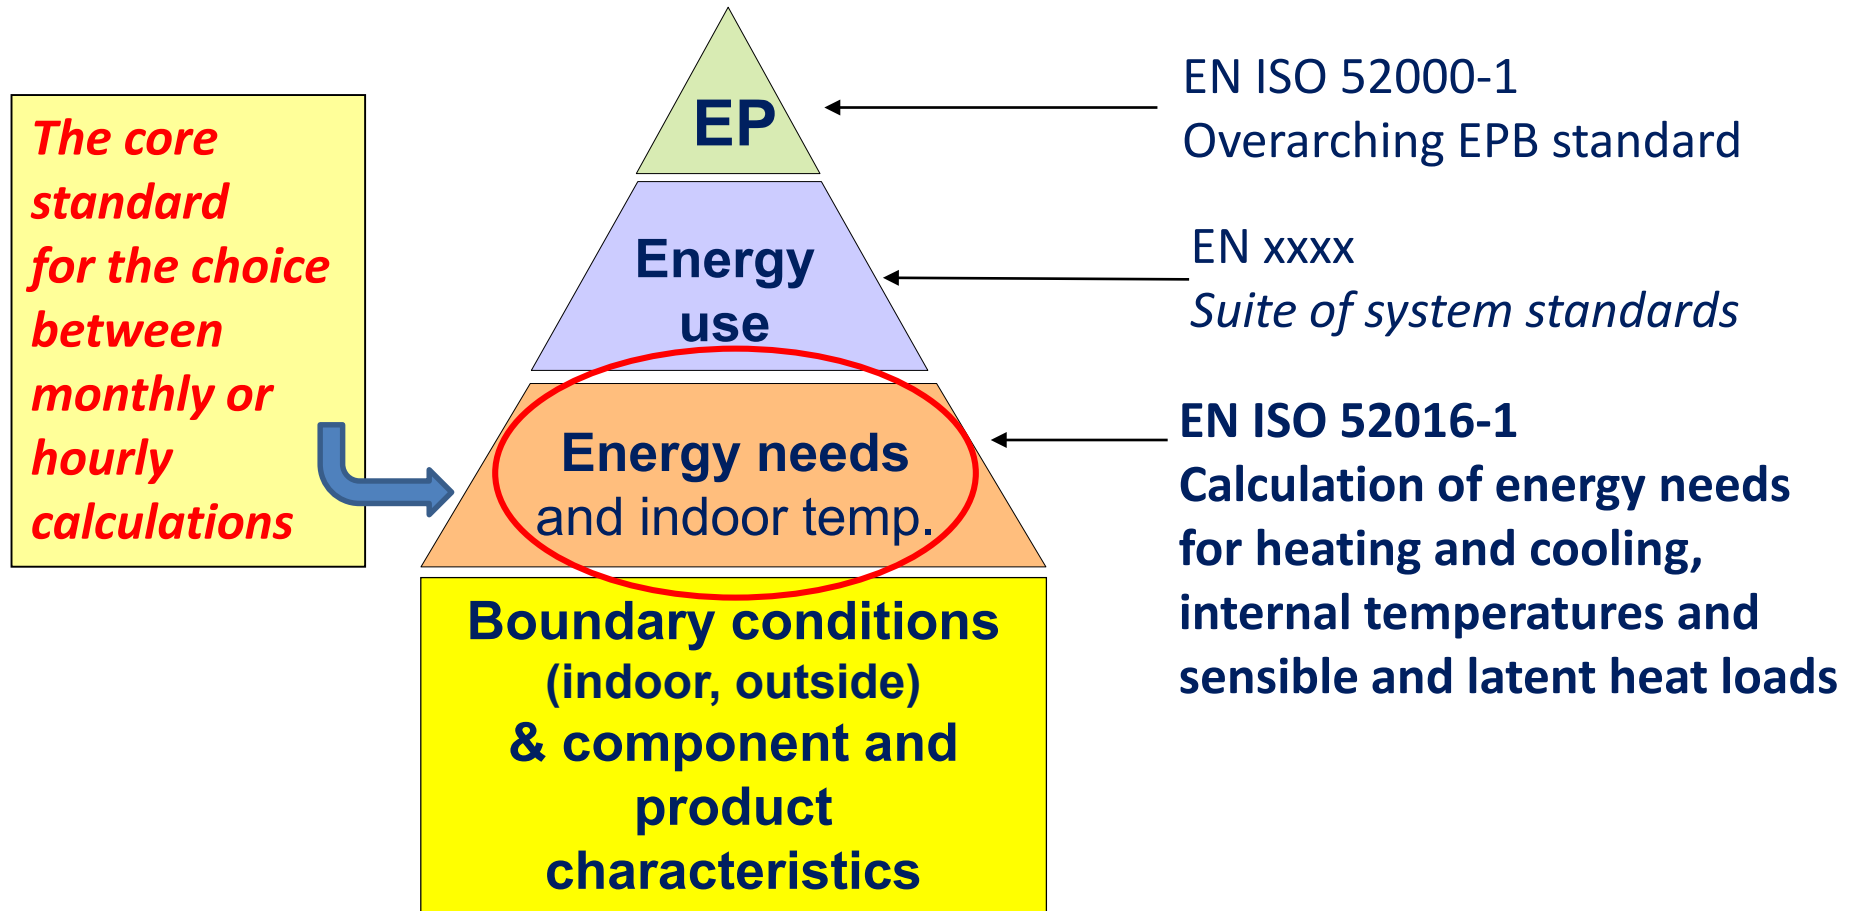 The core
standard
for the choice
between
monthly or
hourly
calculations
EP
Energy
use
Energy needs
and indoor temp.
Boundary conditions
(indoor, outside)
& component and
product
characteristics
EN ISO 52000-1
Overarching EPB standard
EN xxxx
Suite of system standards
EN ISO 52016-1
Calculation of energy needs
for heating and cooling,
internal temperatures and
sensible and latent heat loads